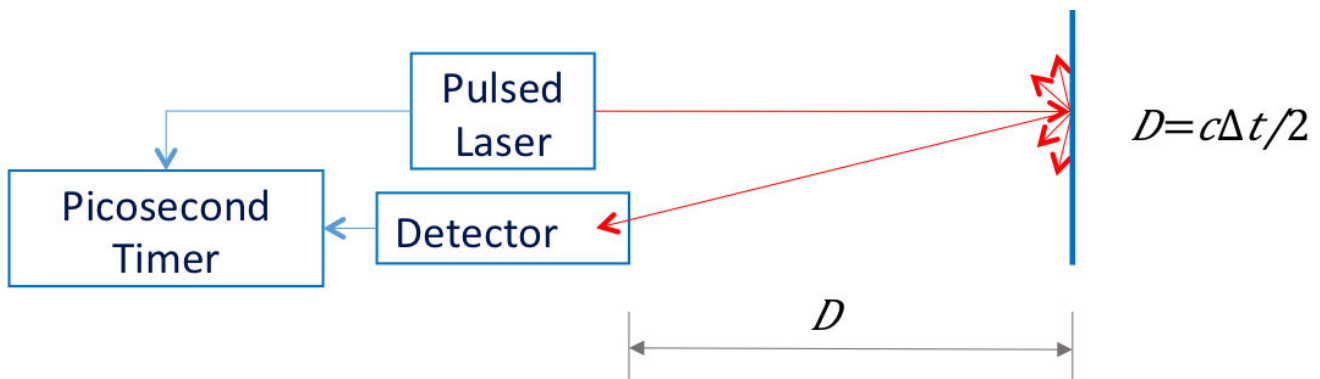 Pulsed
Laser
D=cΔt/2
Picosecond
Timer
Detector
D